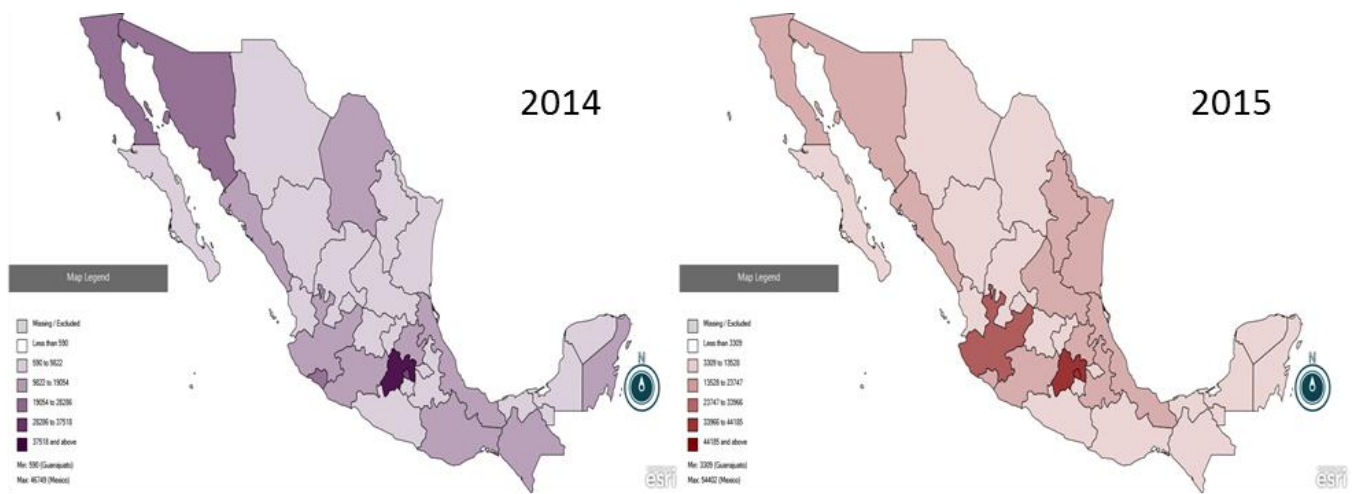 2014
Map Legend
Missing / Excluded
Less than 590
590 to 9822
9822 to 19054
19054 to 28286
28286 to 37518
37518 and above
Min: 590 (Guanajuato)
Max: 46749 (Mexico)
N
esri
2015
Map Legend
Missing / Excluded
Less than 3309
3309 to 13528
13528 to 23747
23747 to 33966
33966 to 44185
44185 and above
Min: 3309 (Guanajuato)
Max: 54402 (Mexico)
N
esri